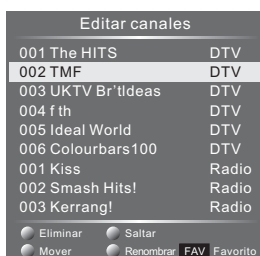 Editar canales
001 The HITS DTV
002 TMF DTV
003 UKTV Br'tIdeas DTV
004 f th DTV
005 Ideal World DTV
006 Colourbars100 DTV
001 Kiss Radio
002 Smash Hits! Radio
003 Kerrang! Radio
Eliminar Saltar
Mover Renombrar FAV Favorito